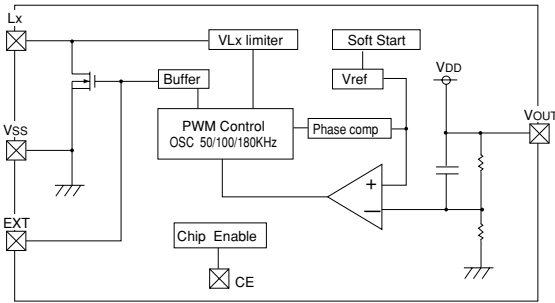 Lx
VLx limiter
Soft Start
Buffer
Vref
VDD
PWM Control
OSC 50/100/180KHz
Phase comp
VOUT
VSS
+
−
EXT
Chip Enable
CE